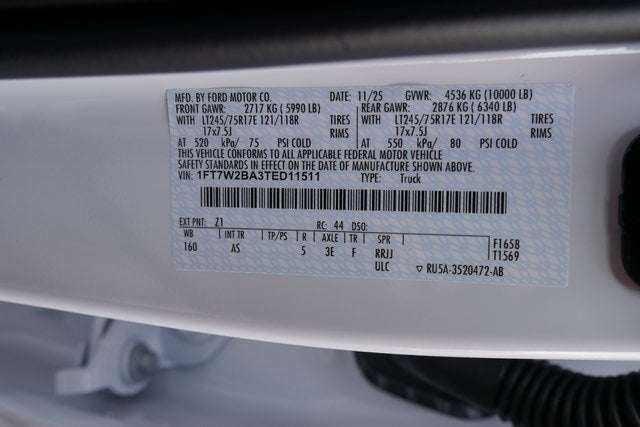 MFD. BY FORD MOTOR CO. DATE: 11/25 GVWR: 4536 KG (10000 LB)
FRONT GAWR: 2717 KG ( 5990 LB) REAR GAWR: 2876 KG ( 6340 LB)
WITH LT245/75R17E 121/118R TIRES WITH LT245/75R17E 121/118R TIRES
17x7.5J RIMS 17x7.5J RIMS
AT 520 kPa/ 75 PSI COLD AT 550 kPa/ 80 PSI COLD
THIS VEHICLE CONFORMS TO ALL APPLICABLE FEDERAL MOTOR VEHICLE
SAFETY STANDARDS IN EFFECT ON THE DATE OF MANUFACTURE SHOWN ABOVE.
VIN: 1FT7W2BA3TED11511 TYPE: Truck
EXT PNT: Z1 RC: 44 DSO:
WB INT TR TP/PS R AXLE TR SPR F1658
160 AS 5 3E F RRJJ T1569
ULC ▽ RU5A-3520472-AB